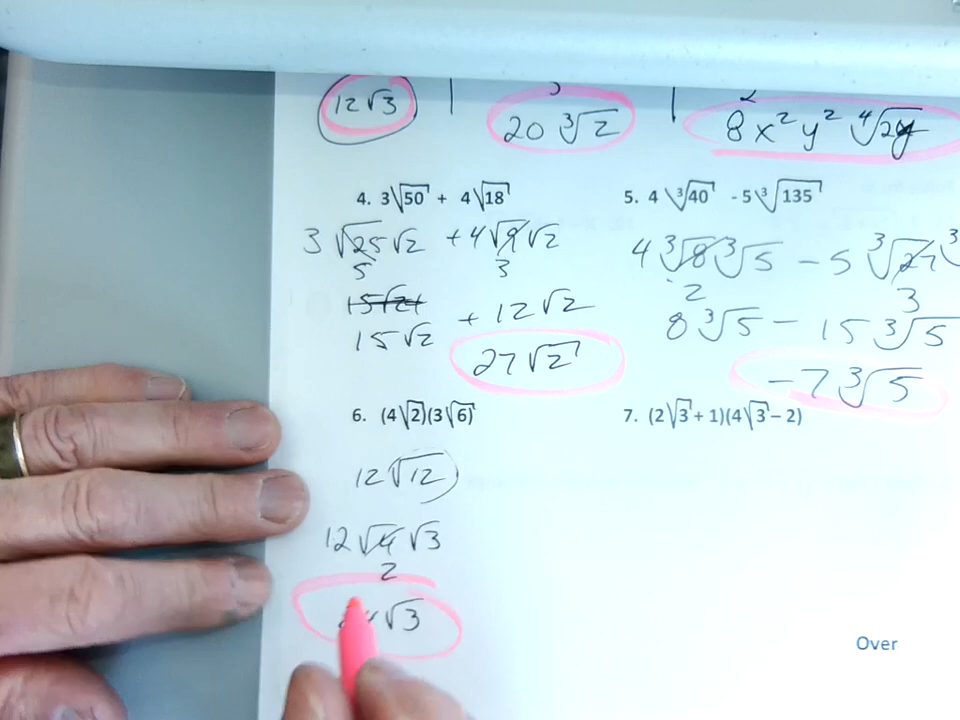 12√3
20 ∛2
8x²y² ∜2y
4. 3√50 + 4√18
3 √25 √2 + 4√9 √2
5 3
15√2 + 12√2
27√2
5. 4 ∛40 - 5 ∛135
4 ∛8 ∛5 - 5 ∛27
2 3
8 ∛5 - 15 ∛5
-7 ∛5
6. (4√2)(3√6)
12 √12
12 √4 √3
2
√3
7. (2√3 + 1)(4√3 - 2)
Over